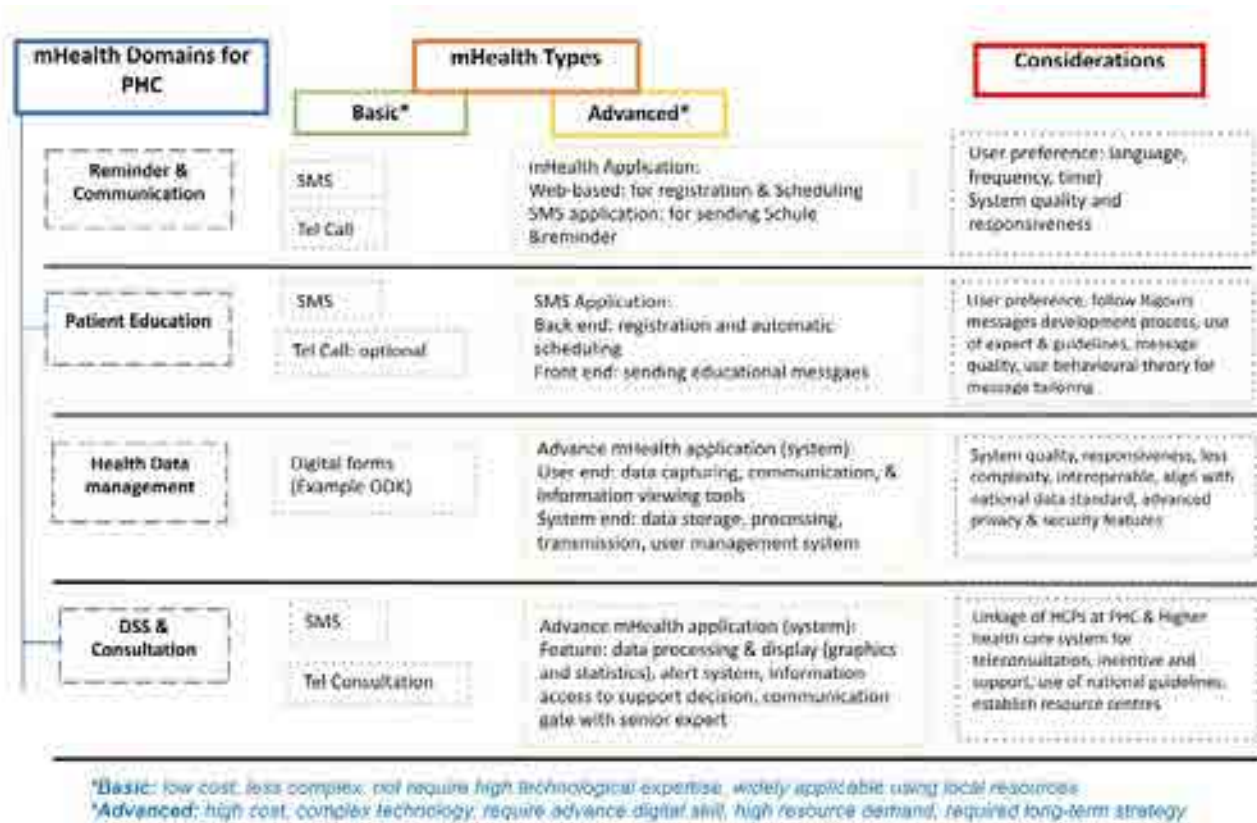 mHealth Domains for
PHC
mHealth Types
Considerations
Basic*
Advanced*
Reminder &
Communication
SMS
Tel Call
mHealth Application:
Web-based: for registration & Scheduling
SMS application: for sending Schule
&reminder
User preference: language,
frequency, time)
System quality and
responsiveness
Patient Education
SMS
Tel Call: optional
SMS Application:
Back end: registration and automatic
scheduling
Front end: sending educational messgaes
User preference, follow Rigours
messages development process, use
of expert & guidelines, message
quality, use behavioural theory for
message tailoring
Health Data
management
Digital forms
(Example ODK)
Advance mHealth application (system)
User end: data capturing, communication, &
information viewing tools
System end: data storage, processing,
transmission, user management system
System quality, responsiveness, less
complexity, interoperable, align with
national data standard, advanced
privacy & security features
DSS &
Consultation
SMS
Tel Consultation
Advance mHealth application (system):
Feature: data processing & display (graphics
and statistics), alert system, information
access to support decision, communication
gate with senior expert
Linkage of HCPs at PHC & Higher
health care system for
teleconsultation, incentive and
support, use of national guidelines,
establish resource centres
*Basic: low cost, less complex, not require high technological expertise, widely applicable using local resources
*Advanced: high cost, complex technology, require advance digital skill, high resource demand, required long-term strategy